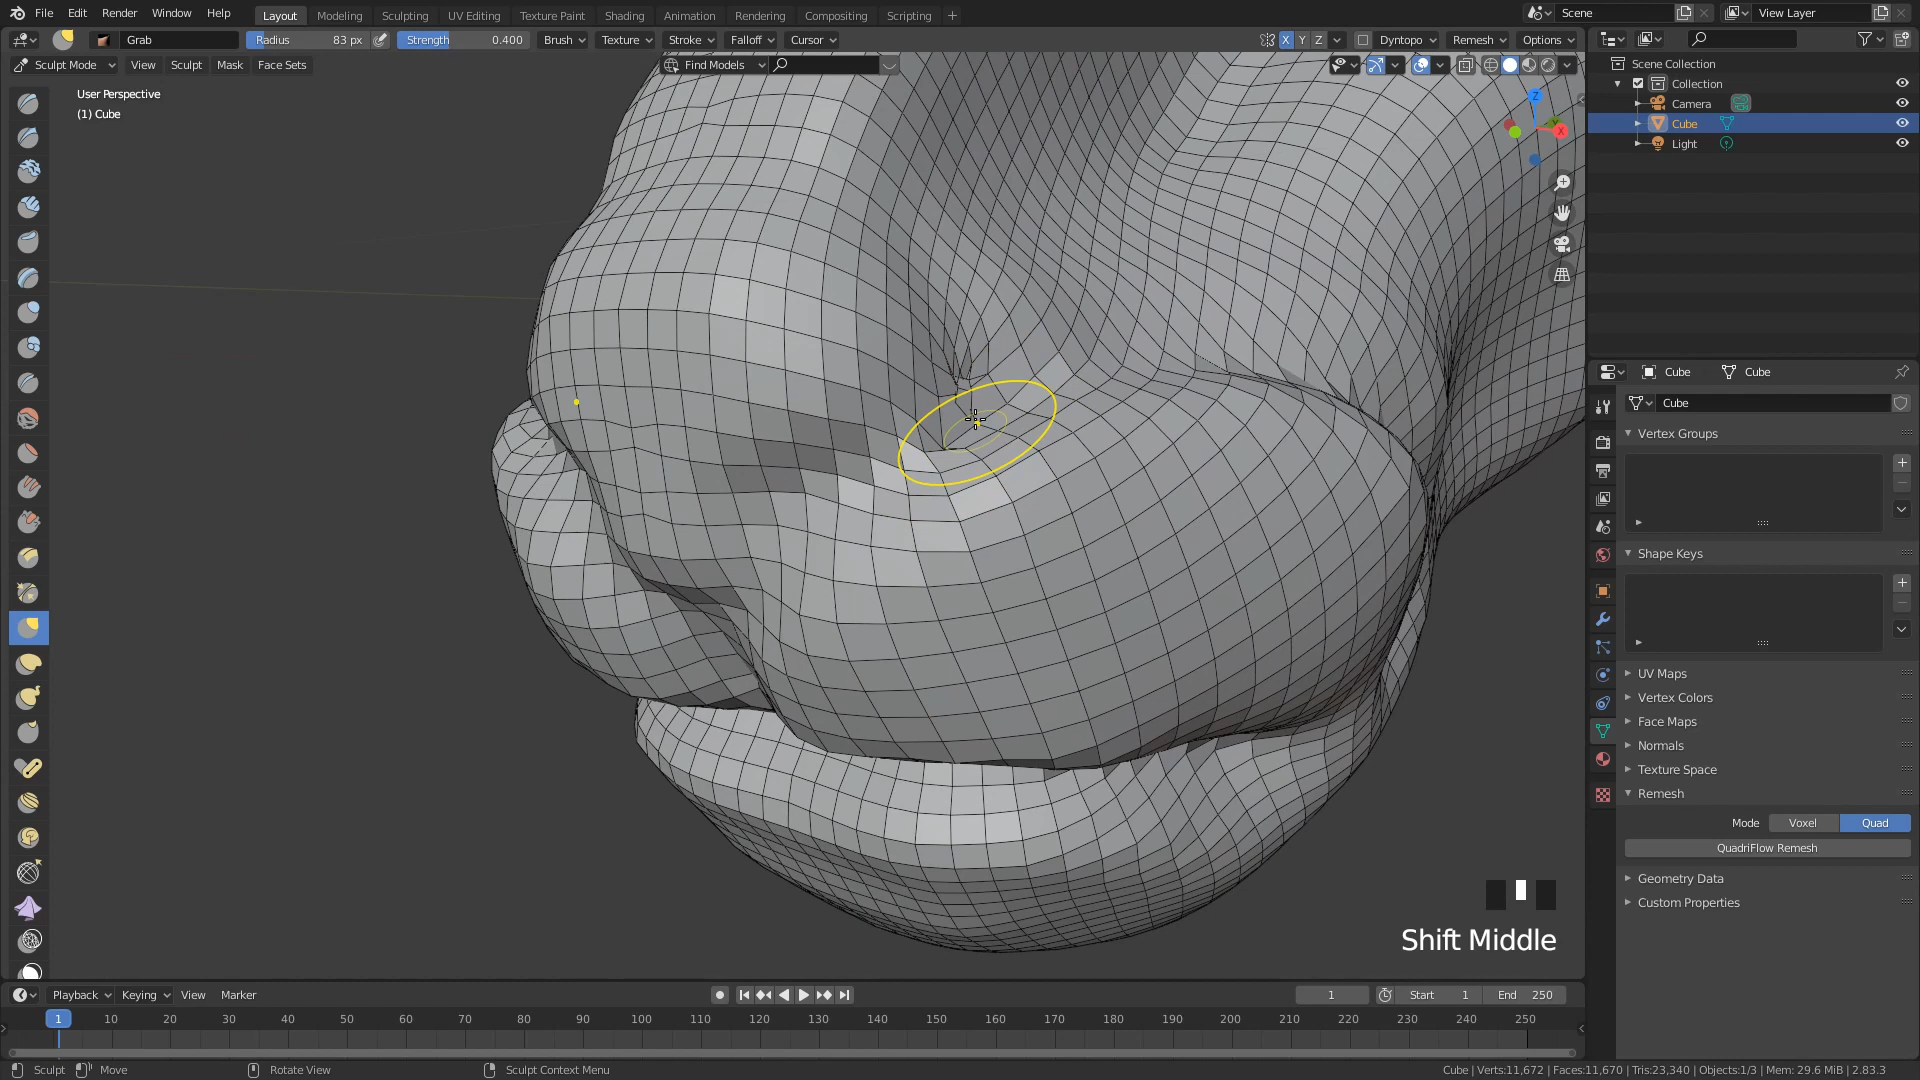 File Edit Render Window Help Layout Modeling Sculpting UV Editing Texture Paint Shading Animation Rendering Compositing Scripting + Scene View Layer
Grab Radius 83 px Strength 0.400 Brush Texture Stroke Falloff Cursor X Y Z Dyntopo Remesh Options
Sculpt Mode View Sculpt Mask Face Sets Find Models
User Perspective
(1) Cube
Z
X
Y
Scene Collection
Collection
Camera
Cube
Light
Cube Cube
Cube
Vertex Groups
Shape Keys
UV Maps
Vertex Colors
Face Maps
Normals
Texture Space
Remesh
Mode Voxel Quad
QuadriFlow Remesh
Geometry Data
Custom Properties
Shift Middle
Playback Keying View Marker 1 Start 1 End 250
1 10 20 30 40 50 60 70 80 90 100 110 120 130 140 150 160 170 180 190 200 210 220 230 240 250
Sculpt Move Rotate View Sculpt Context Menu Cube | Verts:11,672 | Faces:11,670 | Tris:23,340 | Objects:1/3 | Mem: 29.6 MiB | 2.83.3